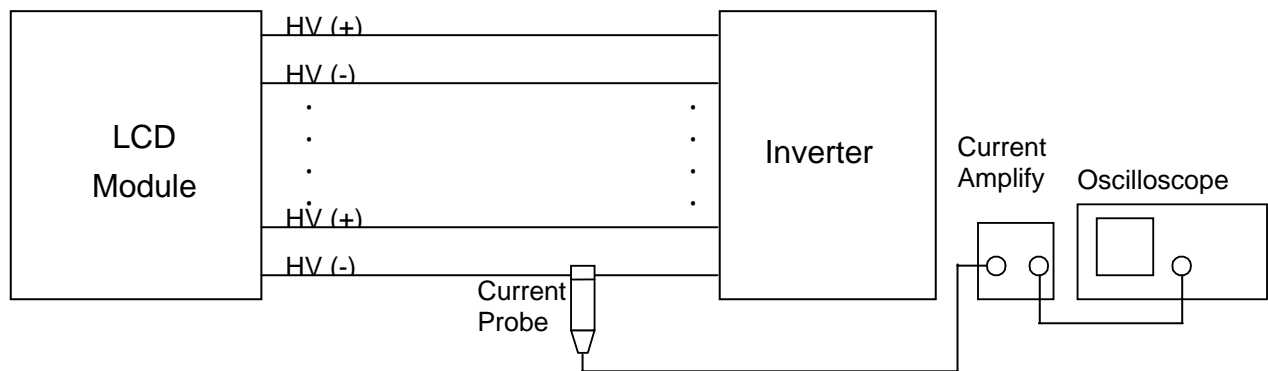 HV (+)
HV (-)
LCD
Module
Inverter
HV (+)
HV (-)
Current
Probe
Current
Amplify
Oscilloscope